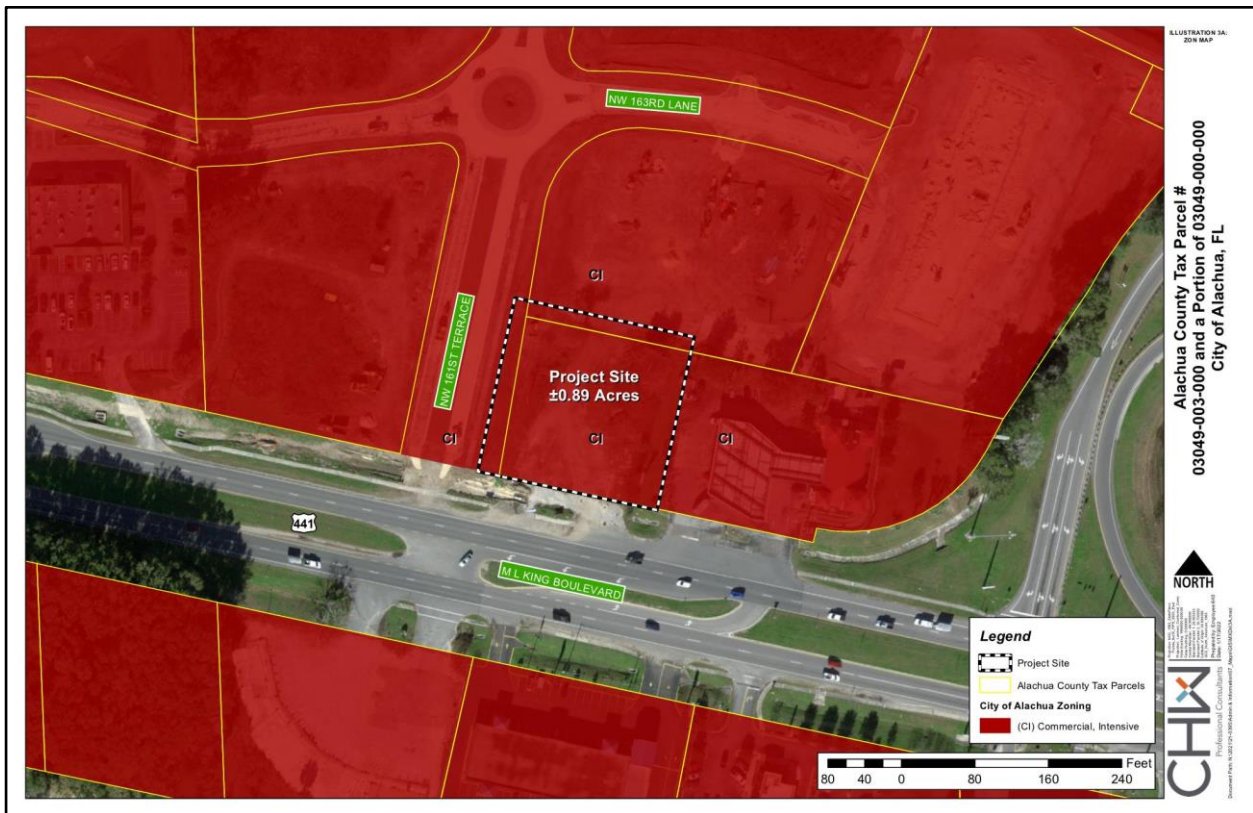 ILLUSTRATION 3A:
ZON MAP
NW 163RD LANE
CI
NW 161ST TERRACE
Project Site
±0.89 Acres
CI
CI
CI
441
M L KING BOULEVARD
Alachua County Tax Parcel #
03049-003-000 and a Portion of 03049-000-000
City of Alachua, FL
NORTH
Legend
Project Site
Alachua County Tax Parcels
City of Alachua Zoning
(CI) Commercial, Intensive
Feet
80 40 0 80 160 240
CHW
Professional Consultants